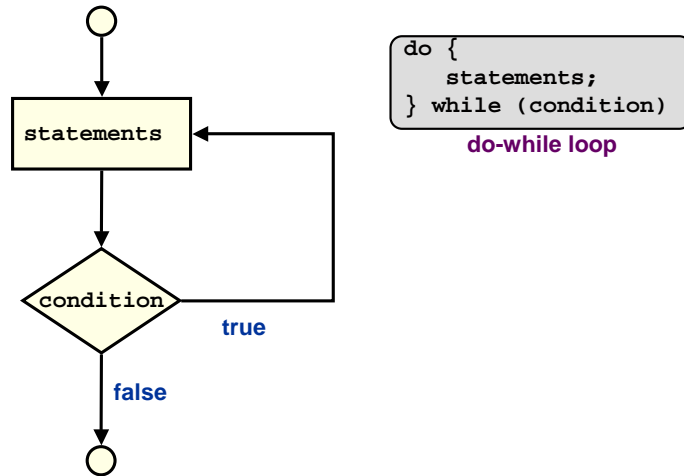 statements
condition
true
false
do {
statements;
} while (condition)
do-while loop